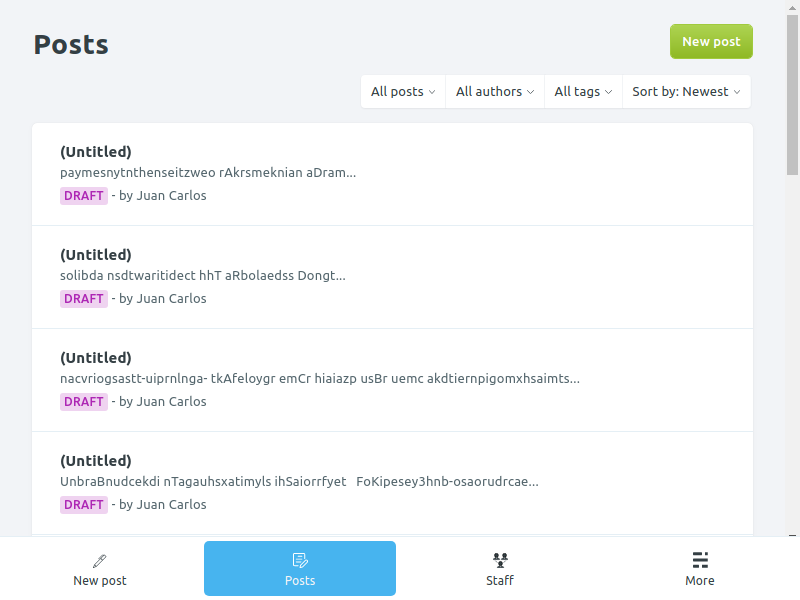 Posts
New post
All posts
All authors
All tags
Sort by: Newest
(Untitled)
paymesnytnthenseitzweo rAkrsmeknian aDram...
DRAFT - by Juan Carlos
(Untitled)
solibda nsdtwaritidect hhT aRbolaedss Dongt...
DRAFT - by Juan Carlos
(Untitled)
nacvriogsastt-uiprnlnga- tkAfeloygr emCr hiaiazp usBr uemc akdtiernpigomxhsaimts...
DRAFT - by Juan Carlos
(Untitled)
UnbraBnudcekdi nTagauhsxatimyls ihSaiorrfyet FoKipesey3hnb-osaorudrcae...
DRAFT - by Juan Carlos
New post
Posts
Staff
More